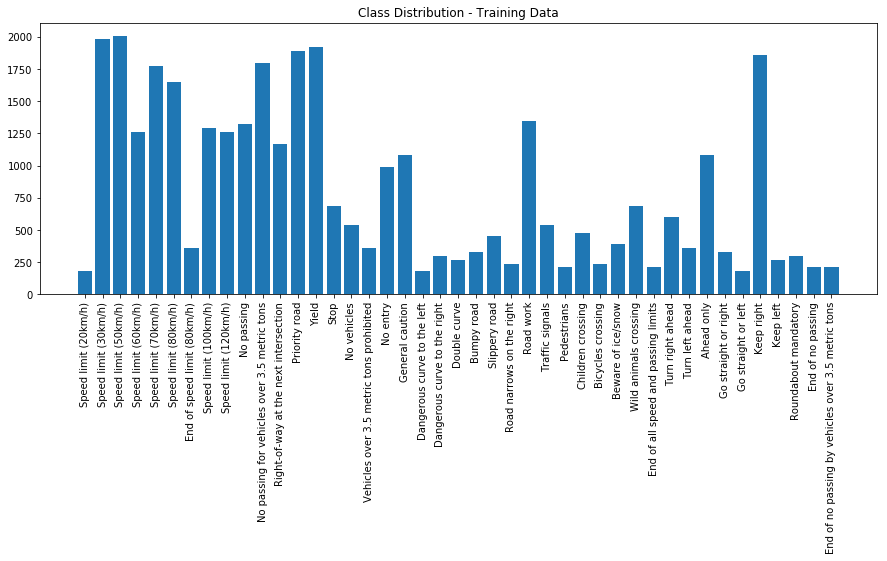 Class Distribution - Training Data
2000
1750
1500
1250
1000
750
500
250
0
Speed limit (20km/h)
Speed limit (30km/h)
Speed limit (50km/h)
Speed limit (60km/h)
Speed limit (70km/h)
Speed limit (80km/h)
End of speed limit (80km/h)
Speed limit (100km/h)
Speed limit (120km/h)
No passing
No passing for vehicles over 3.5 metric tons
Right-of-way at the next intersection
Priority road
Yield
Stop
No vehicles
Vehicles over 3.5 metric tons prohibited
No entry
General caution
Dangerous curve to the left
Dangerous curve to the right
Double curve
Bumpy road
Slippery road
Road narrows on the right
Road work
Traffic signals
Pedestrians
Children crossing
Bicycles crossing
Beware of ice/snow
Wild animals crossing
End of all speed and passing limits
Turn right ahead
Turn left ahead
Ahead only
Go straight or right
Go straight or left
Keep right
Keep left
Roundabout mandatory
End of no passing
End of no passing by vehicles over 3.5 metric tons